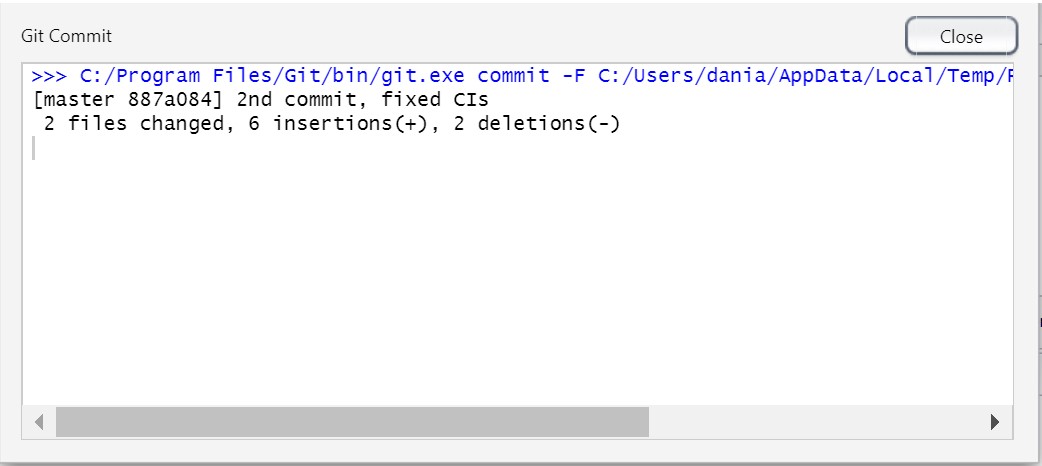 Git Commit
Close
>>> C:/Program Files/Git/bin/git.exe commit -F C:/Users/dania/AppData/Local/Temp/
[master 887a084] 2nd commit, fixed CIs
2 files changed, 6 insertions(+), 2 deletions(-)